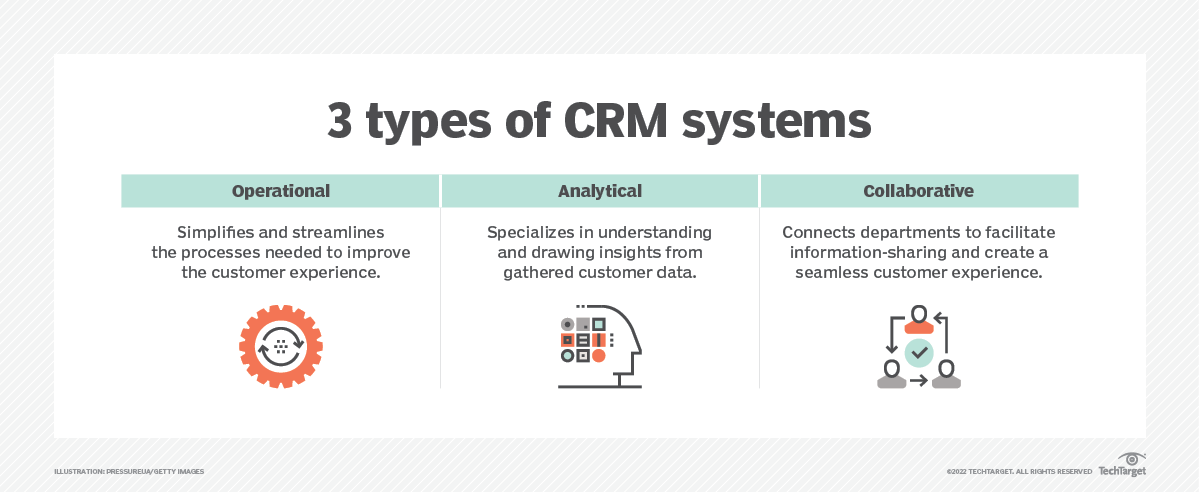 3 types of CRM systems
Operational
Simplifies and streamlines
the processes needed to improve
the customer experience.
Analytical
Specializes in understanding
and drawing insights from
gathered customer data.
Collaborative
Connects departments to facilitate
information-sharing and create a
seamless customer experience.
ILLUSTRATION: PRESSUREUA/GETTY IMAGES
©2022 TECHTARGET. ALL RIGHTS RESERVED
TechTarget